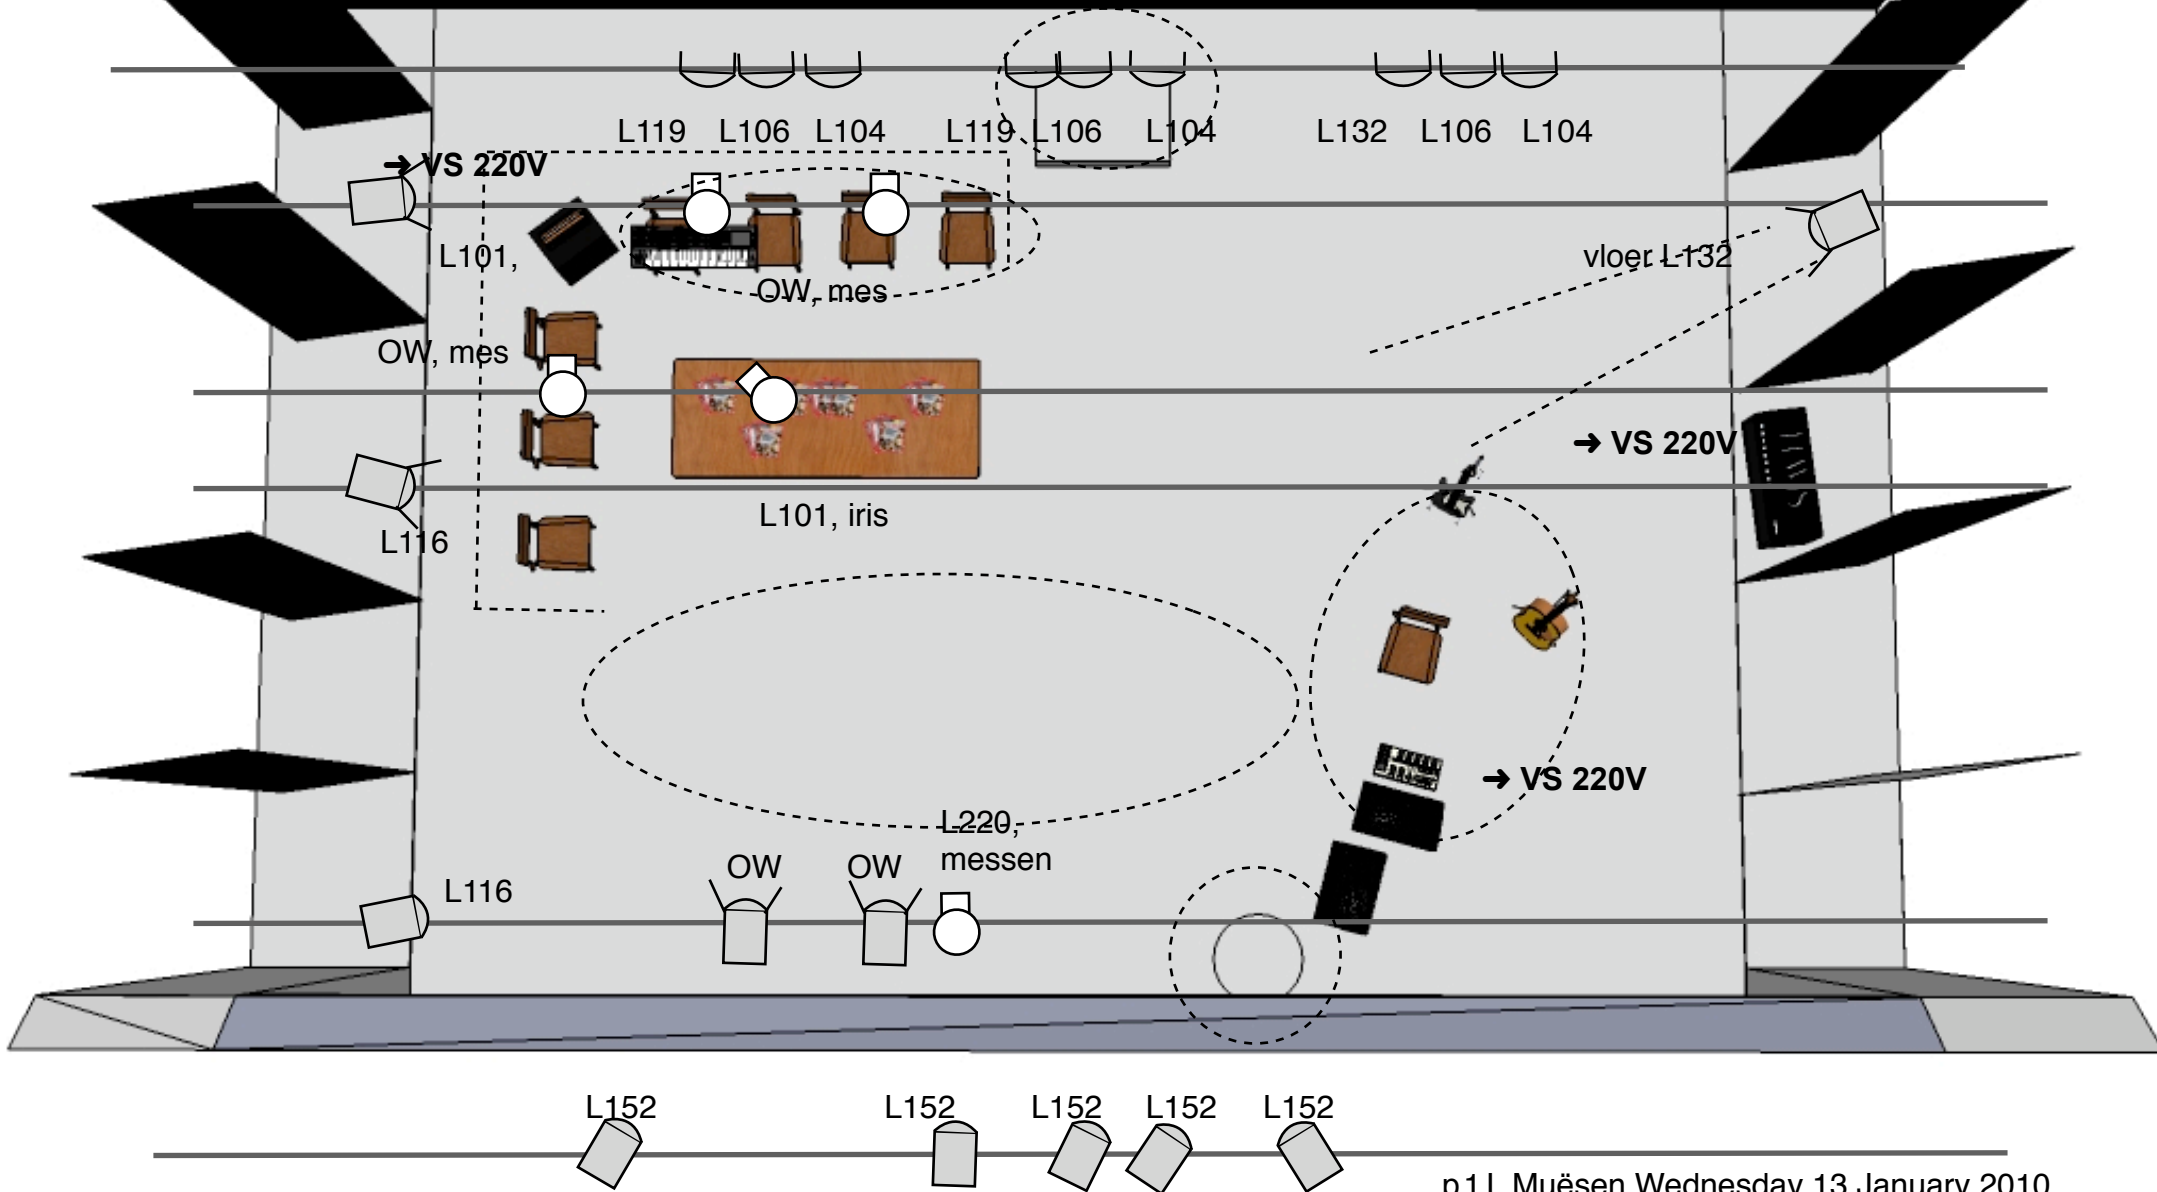 L119 L106 L104 L119 L106 L104 L132 L106 L104
➜ VS 220V
L101,
vloer L132
OW, mes
OW, mes
➜ VS 220V
L101, iris
L116
➜ VS 220V
L220,
messen
OW OW
L116
L152 L152 L152 L152 L152
p.1 L. Muësen Wednesday 13 January 2010